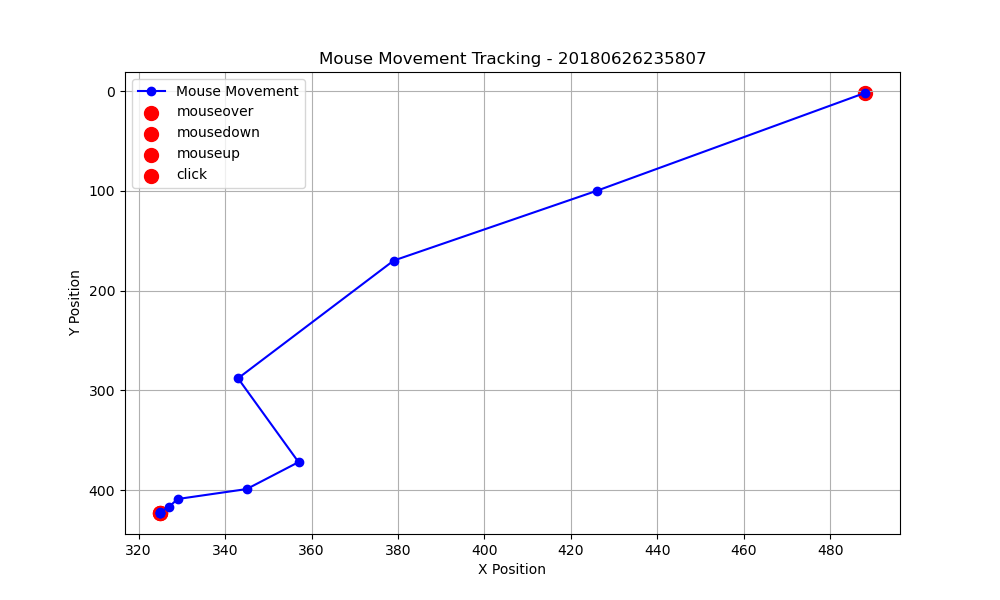 Mouse Movement Tracking - 20180626235807
Mouse Movement
mouseover
mousedown
mouseup
click
0
100
200
300
400
Y Position
320 340 360 380 400 420 440 460 480
X Position